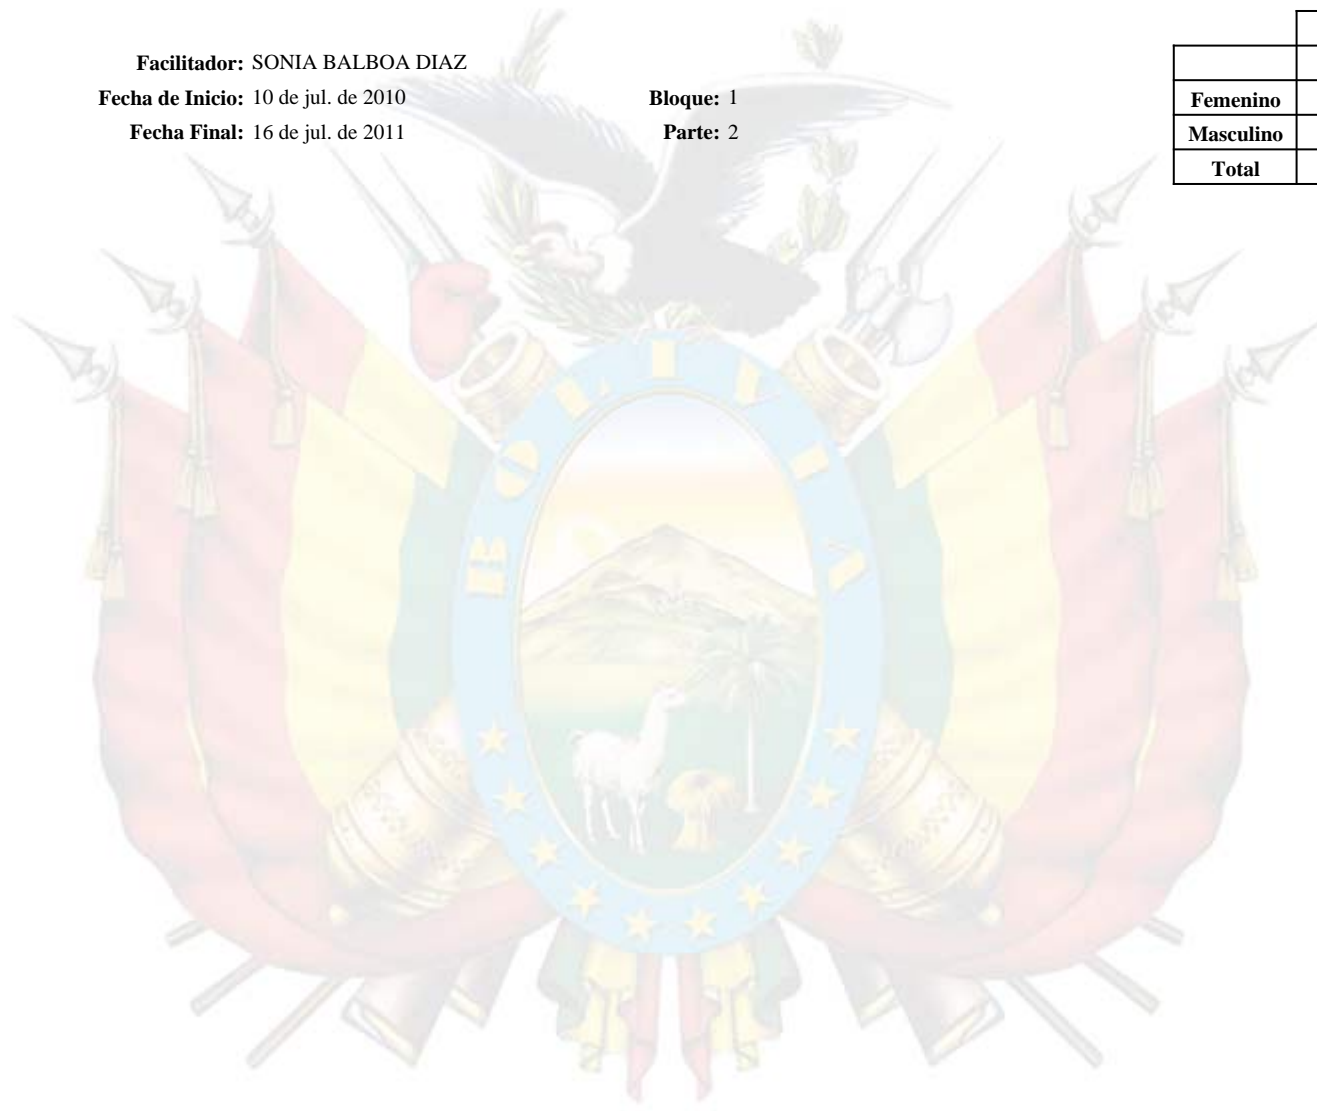 Facilitador: SONIA BALBOA DIAZ
Fecha de Inicio: 10 de jul. de 2010 Bloque: 1
Fecha Final: 16 de jul. de 2011 Parte: 2
Femenino
Masculino
Total
BOLIVIA